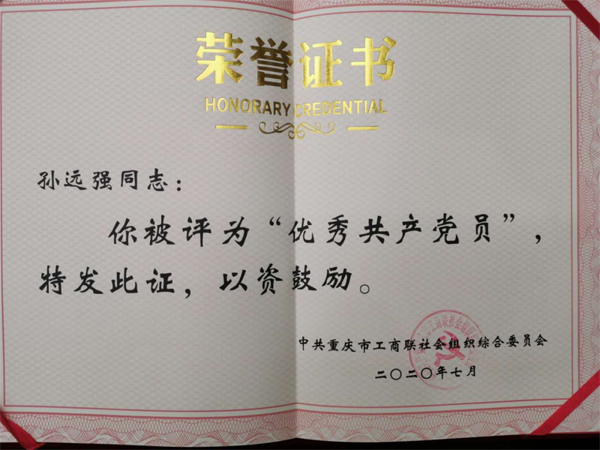 荣誉证书
HONORARY CREDENTIAL
孙远强同志：
你被评为“优秀共产党员”，
特发此证，以资鼓励。
中共重庆市工商联社会组织综合委员会
二〇二〇年七月